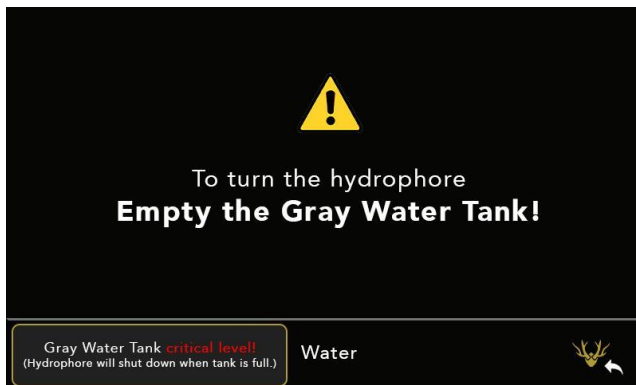 To turn the hydrophore
Empty the Gray Water Tank!
Gray Water Tank critical level!
(Hydrophore will shut down when tank is full.)
Water